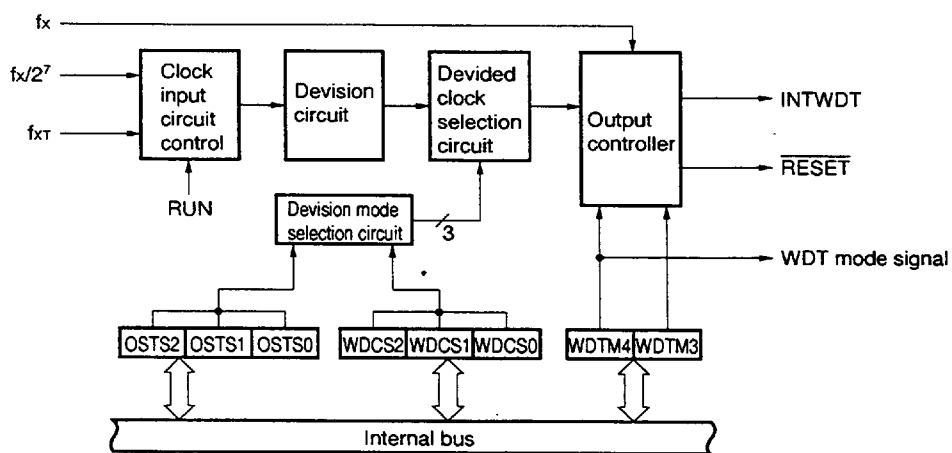 fx
fx/2⁷
fXT
Clock
input
circuit
control
Devision
circuit
Devided
clock
selection
circuit
Output
controller
INTWDT
RESET
RUN
Devision mode
selection circuit
3
WDT mode signal
OSTS2 OSTS1 OSTS0
WDCS2 WDCS1 WDCS0
WDTM4 WDTM3
Internal bus